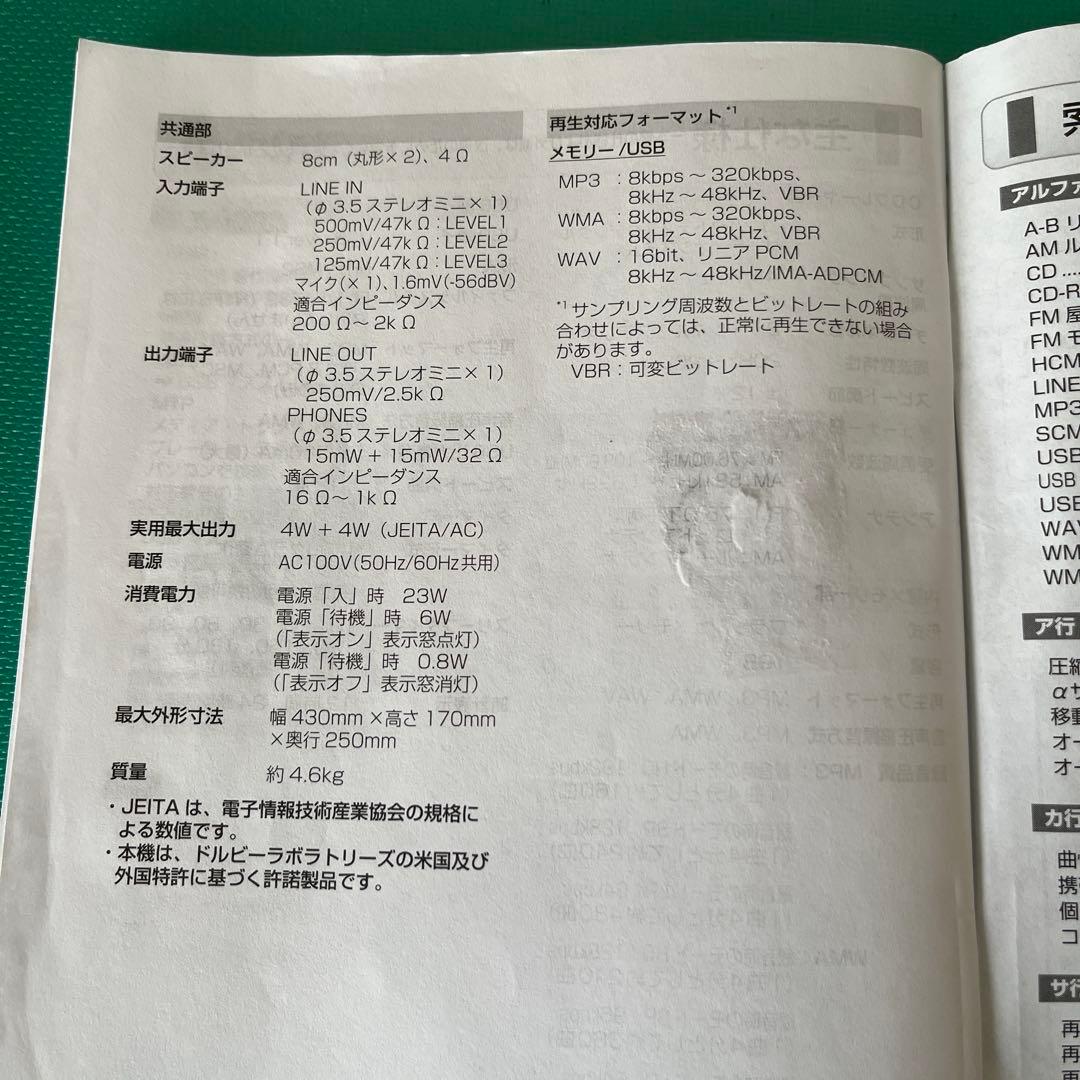 共通部
スピーカー 8cm（丸形×2）、4Ω
入力端子 LINE IN
（φ3.5ステレオミニ×1）
500mV/47kΩ：LEVEL1
250mV/47kΩ：LEVEL2
125mV/47kΩ：LEVEL3
マイク(×1)、1.6mV(-56dBV)
適合インピーダンス
200Ω～2kΩ
出力端子 LINE OUT
（φ3.5ステレオミニ×1）
250mV/2.5kΩ
PHONES
（φ3.5ステレオミニ×1）
15mW＋15mW/32Ω
適合インピーダンス
16Ω～1kΩ
実用最大出力 4W＋4W（JEITA/AC）
電源 AC100V(50Hz/60Hz共用)
消費電力 電源「入」時 23W
電源「待機」時 6W
（「表示オン」表示窓点灯）
電源「待機」時 0.8W
（「表示オフ」表示窓消灯）
最大外形寸法 幅430mm×高さ170mm
×奥行250mm
質量 約4.6kg
・JEITAは、電子情報技術産業協会の規格に
よる数値です。
・本機は、ドルビーラボラトリーズの米国及び
外国特許に基づく許諾製品です。
再生対応フォーマット*1
メモリー/USB
MP3 ：8kbps～320kbps、
8kHz～48kHz、VBR
WMA ：8kbps～320kbps、
8kHz～48kHz、VBR
WAV ：16bit、リニアPCM
8kHz～48kHz/IMA-ADPCM
*1 サンプリング周波数とビットレートの組み
合わせによっては、正常に再生できない場合
があります。
VBR：可変ビットレート
アルファ
A-B リ
AM ル
CD ....
CD-R
FM 屋
FM モ
HCM
LINE
MP3
SCM
USB
USB
USB
WAV
WM
WM
ア行
圧縮
αサ
移動
オー
オー
カ行
曲
携
個
コ
サ行
再
再